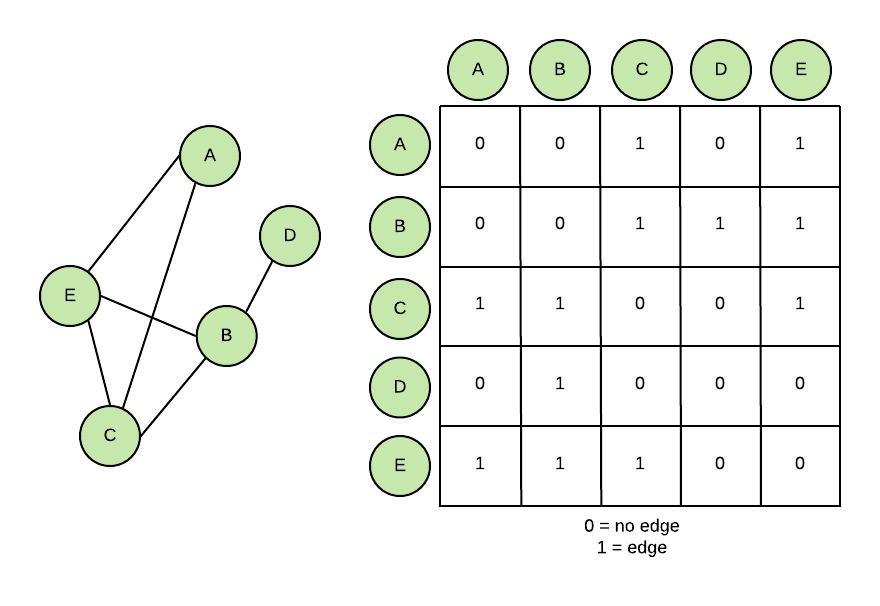 A
D
E
B
C
A B C D E
A 0 0 1 0 1
B 0 0 1 1 1
C 1 1 0 0 1
D 0 1 0 0 0
E 1 1 1 0 0
0 = no edge
1 = edge